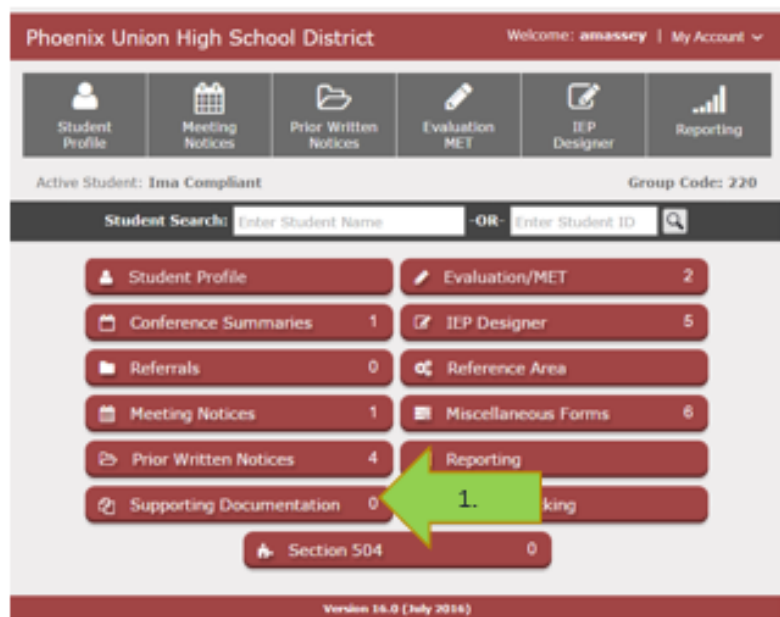 Phoenix Union High School District Welcome: amassey | My Account
Student Profile
Meeting Notices
Prior Written Notices
Evaluation MET
IEP Designer
Reporting
Active Student: Ima Compliant Group Code: 220
Student Search: Enter Student Name -OR- Enter Student ID
Student Profile
Evaluation/MET 2
Conference Summaries 1
IEP Designer 5
Referrals 0
Reference Area
Meeting Notices 1
Miscellaneous Forms 6
Prior Written Notices 4
Reporting
Supporting Documentation 0
1.
king
Section 504 0
Version 16.0 (July 2016)